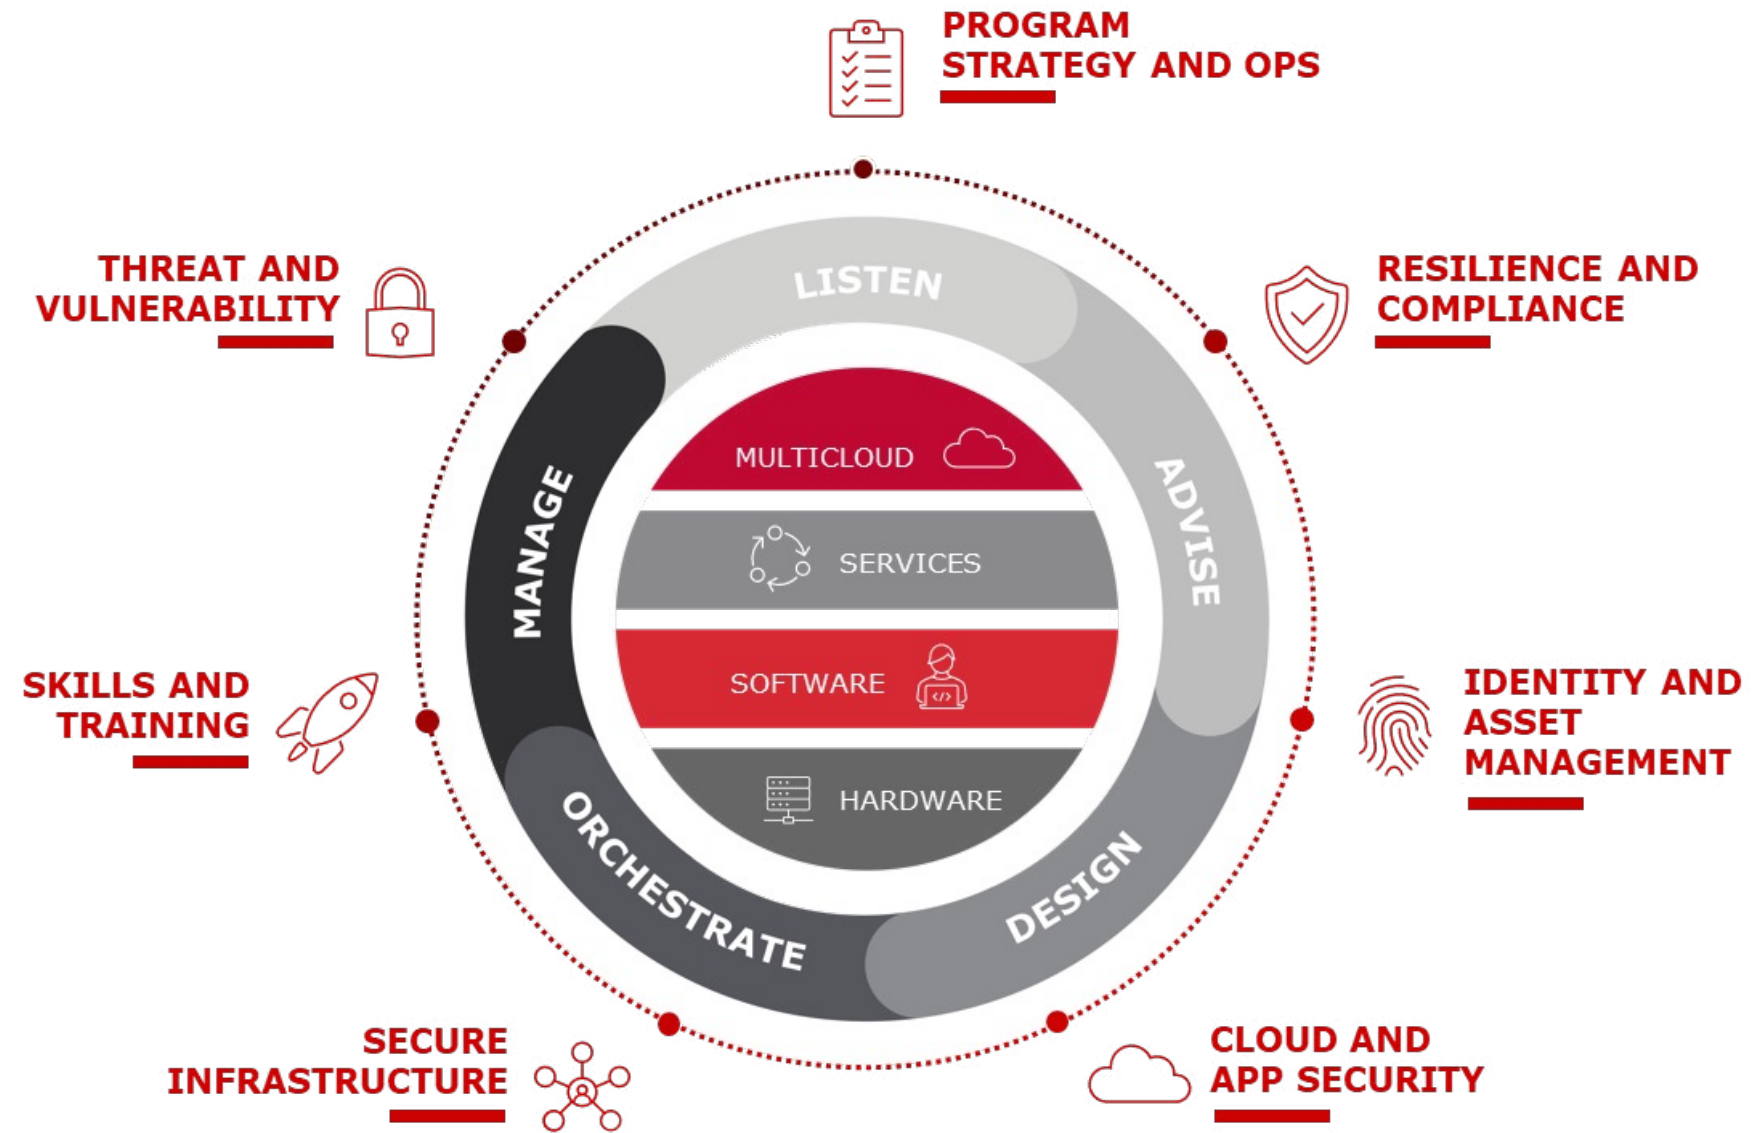 PROGRAM
STRATEGY AND OPS
THREAT AND
VULNERABILITY
RESILIENCE AND
COMPLIANCE
LISTEN
ADVISE
MANAGE
MULTICLOUD
SERVICES
SOFTWARE
HARDWARE
SKILLS AND
TRAINING
IDENTITY AND
ASSET
MANAGEMENT
ORCHESTRATE
DESIGN
SECURE
INFRASTRUCTURE
CLOUD AND
APP SECURITY